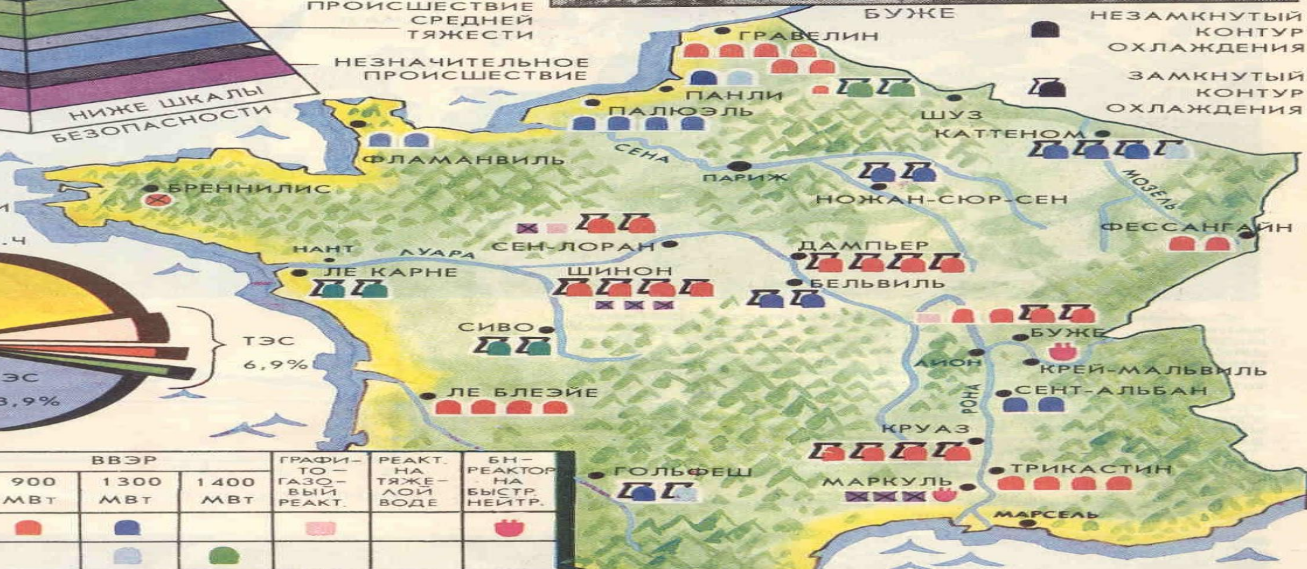 ПРОИСШЕСТВИЕ
СРЕДНЕЙ
ТЯЖЕСТИ
НЕЗНАЧИТЕЛЬНОЕ
ПРОИСШЕСТВИЕ
НИЖЕ ШКАЛЫ
БЕЗОПАСНОСТИ
БУЖЕ
НЕЗАМКНУТЫЙ
КОНТУР
ОХЛАЖДЕНИЯ
ЗАМКНУТЫЙ
КОНТУР
ОХЛАЖДЕНИЯ
ГРАВЕЛИН
ПАНЛИ
ПАЛЮЭЛЬ
ШУЗ
КАТТЕНОМ
ФЛАМАНВИЛЬ
СЕНА
ПАРИЖ
МОЗЕЛЬ
БРЕННИЛИС
НОЖАН-СЮР-СЕН
ФЕССАНГАЙН
НАНТ
ЛУАРА
СЕН-ЛОРАН
ДАМПЬЕР
ЛЕ КАРНЕ
ШИНОН
БЕЛЬВИЛЬ
СИВО
БУЖЕ
ЛИОН
КРЕЙ-МАЛЬВИЛЬ
РОНА
СЕНТ-АЛЬБАН
ЛЕ БЛЕЭЙЕ
КРУАЗ
ГОЛЬФЕШ
МАРКУЛЬ
ТРИКАСТИН
МАРСЕЛЬ
И
.Ч
ТЭС
6,9%
ЭС
3,9%
ВВЭР
900
МВт
1300
МВт
1400
МВт
ГРАФИ-
ТО-
ГАЗО-
ВЫЙ
РЕАКТ.
РЕАКТ.
НА
ТЯЖЕ-
ЛОЙ
ВОДЕ
БН-
РЕАКТОР
НА
БЫСТР.
НЕЙТР.